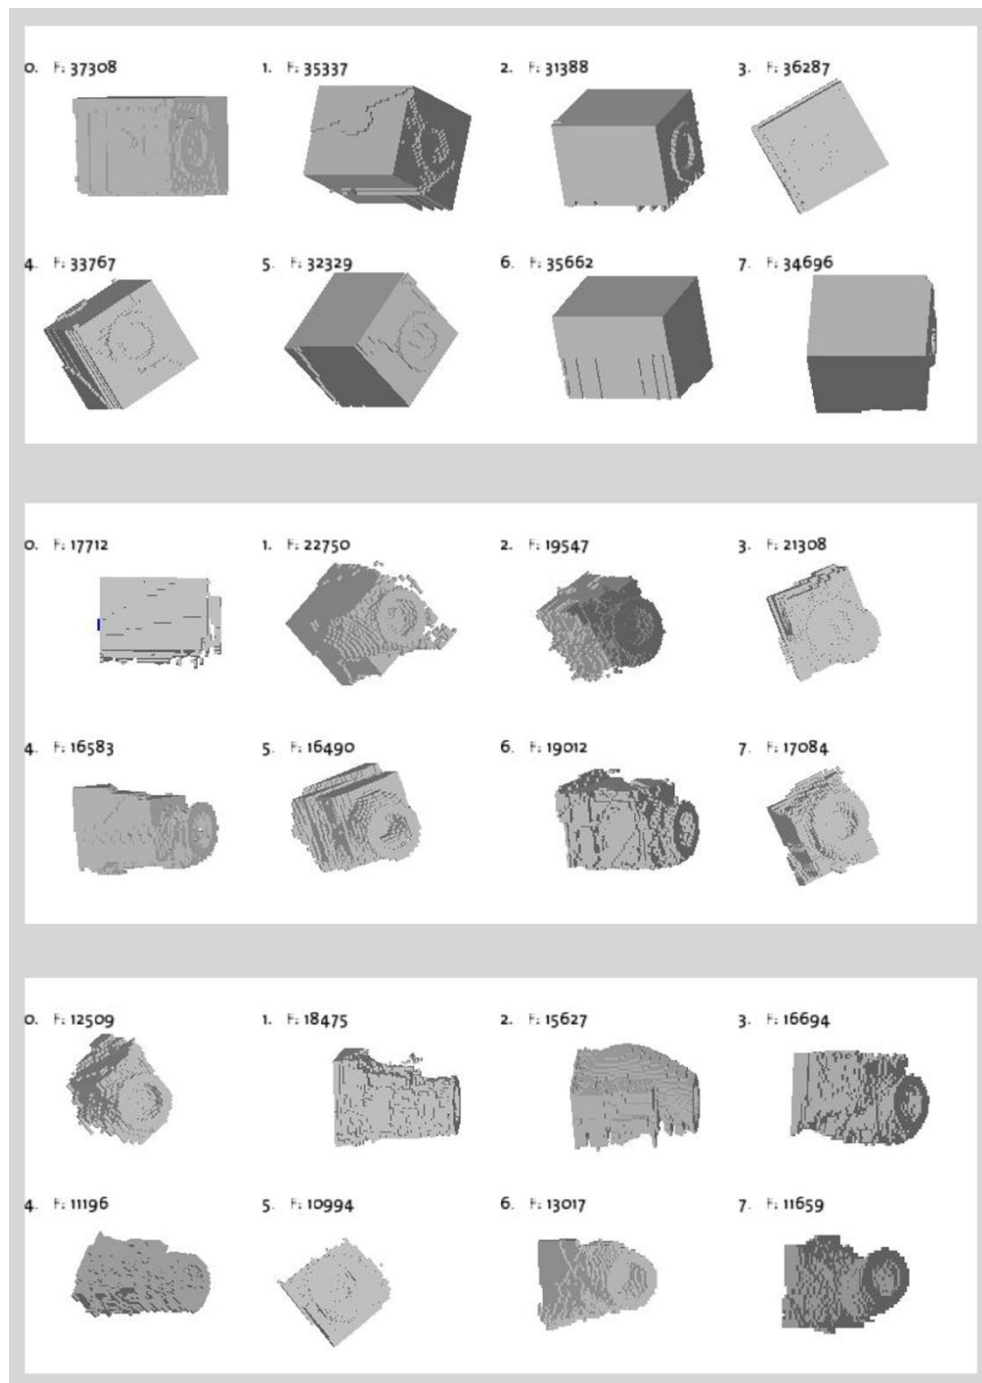 0. F: 37308 1. F: 35337 2. F: 31388 3. F: 36287
4. F: 33767 5. F: 32329 6. F: 35662 7. F: 34696
0. F: 17712 1. F: 22750 2. F: 19547 3. F: 21308
4. F: 16583 5. F: 16490 6. F: 19012 7. F: 17084
0. F: 12509 1. F: 18475 2. F: 15627 3. F: 16694
4. F: 11196 5. F: 10994 6. F: 13017 7. F: 11659